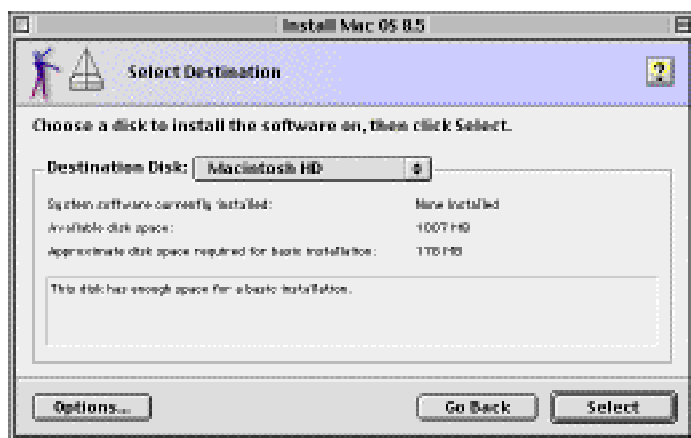 Install Mac OS 8.5
Select Destination
?
Choose a disk to install the software on, then click Select.
Destination Disk: Macintosh HD
System software currently installed: None installed
Available disk space: 1007 MB
Approximate disk space required for basic installation: 178 MB
This disk has enough space for a basic installation.
Options... Go Back Select